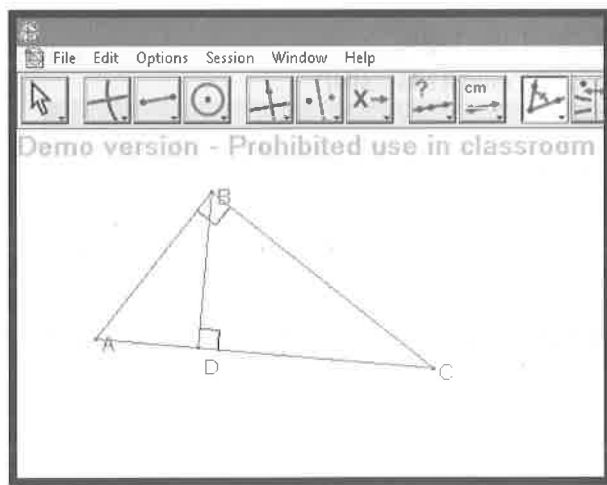 File Edit Options Session Window Help
? cm
X
Demo version - Prohibited use in classroom
B
A
D
C